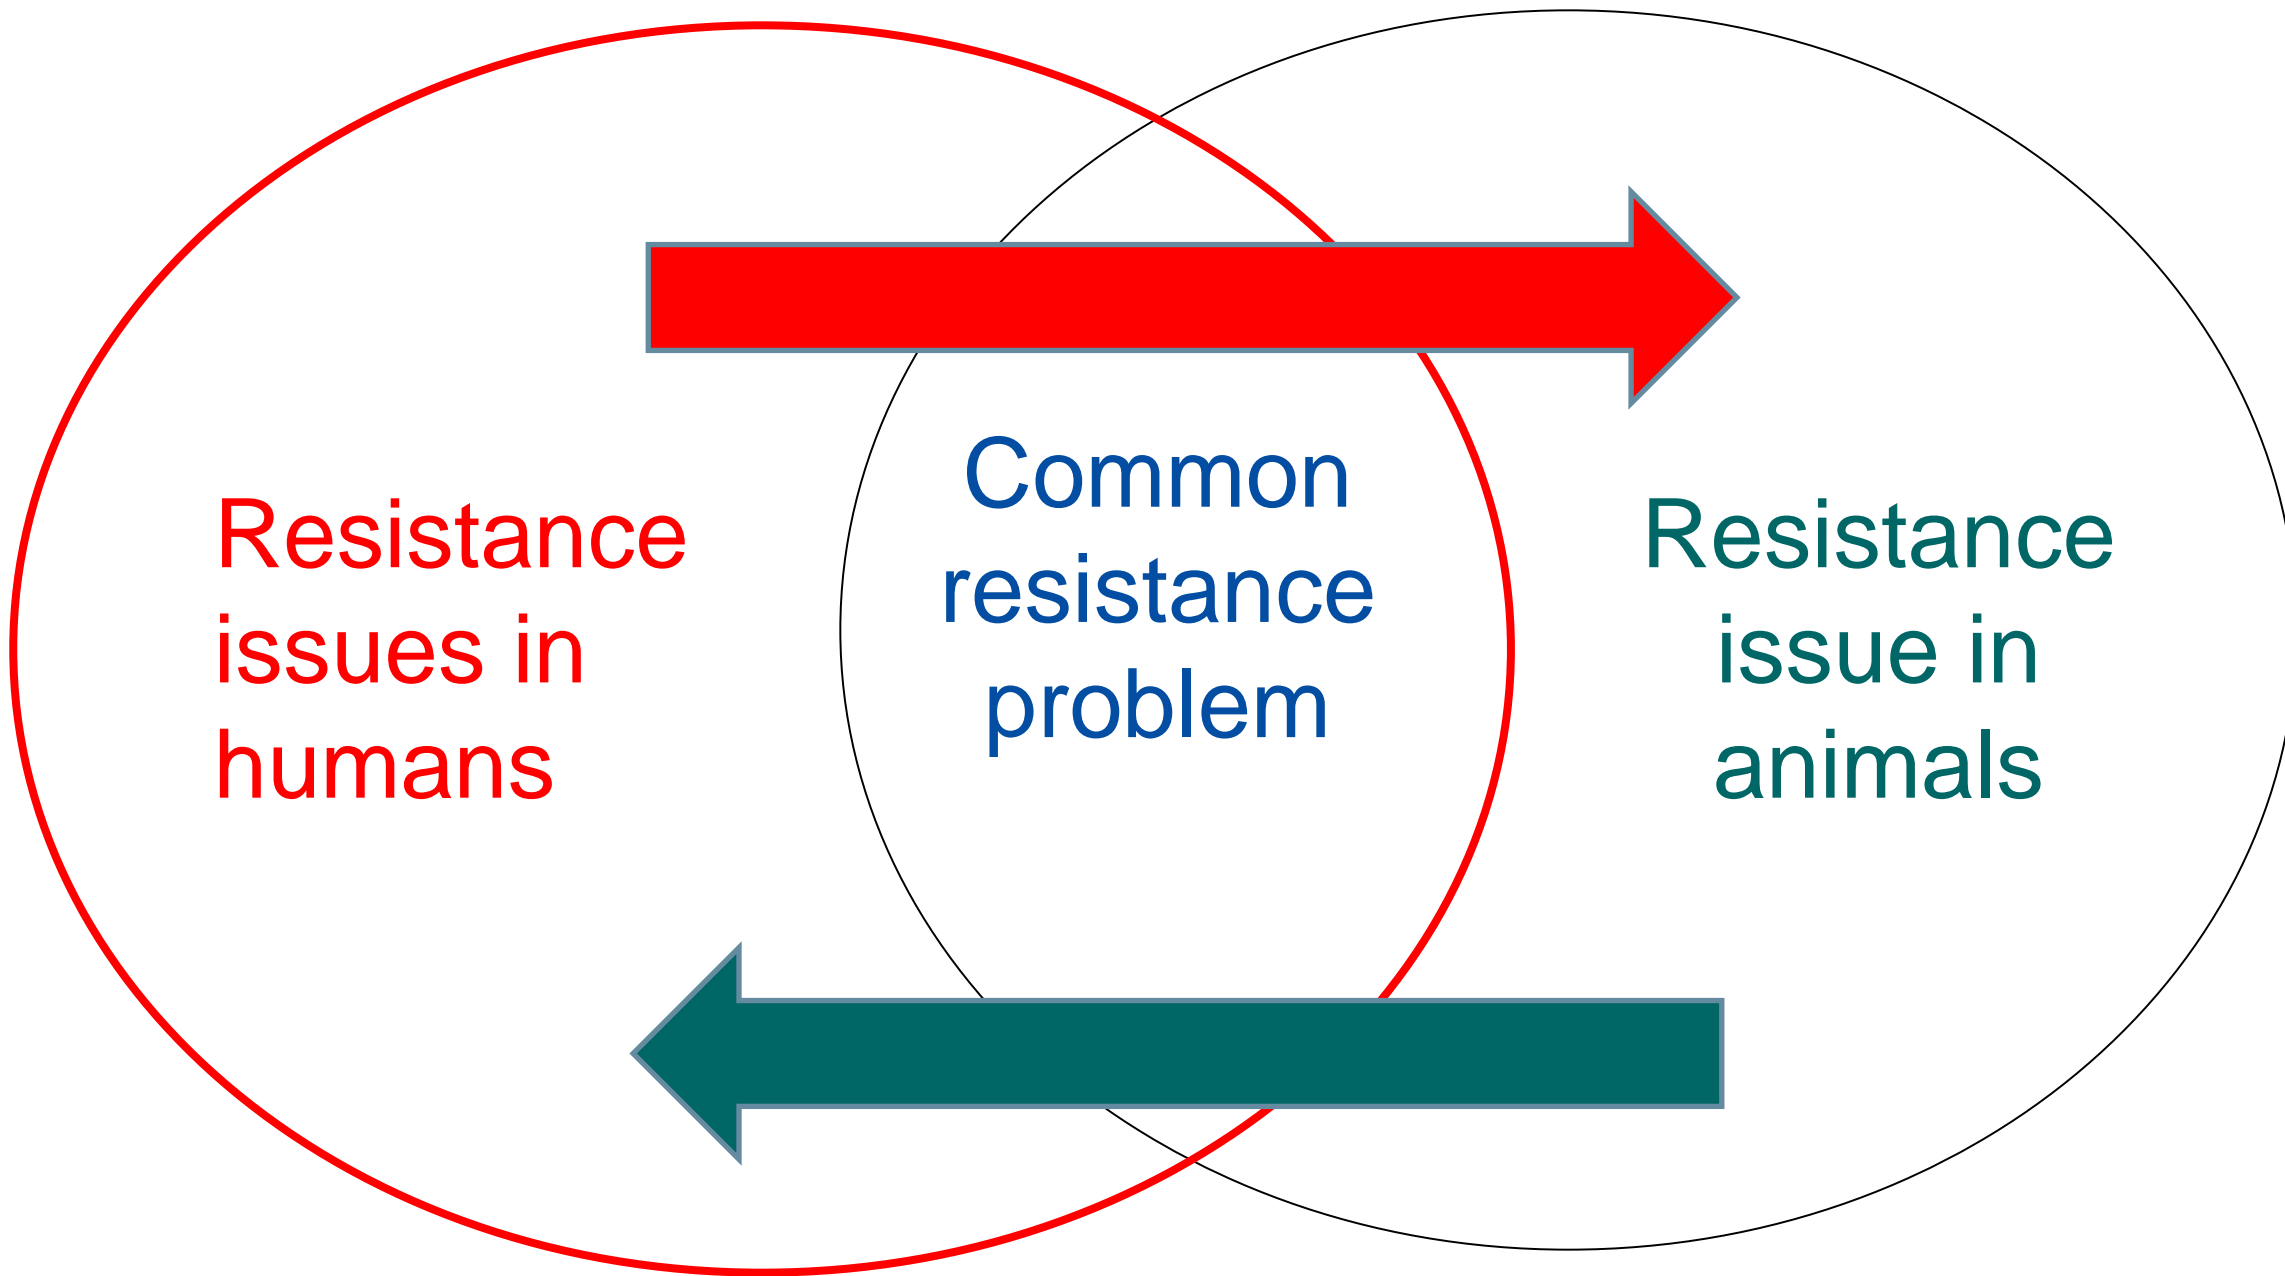 Resistance
issues in
humans
Common
resistance
problem
Resistance
issue in
animals